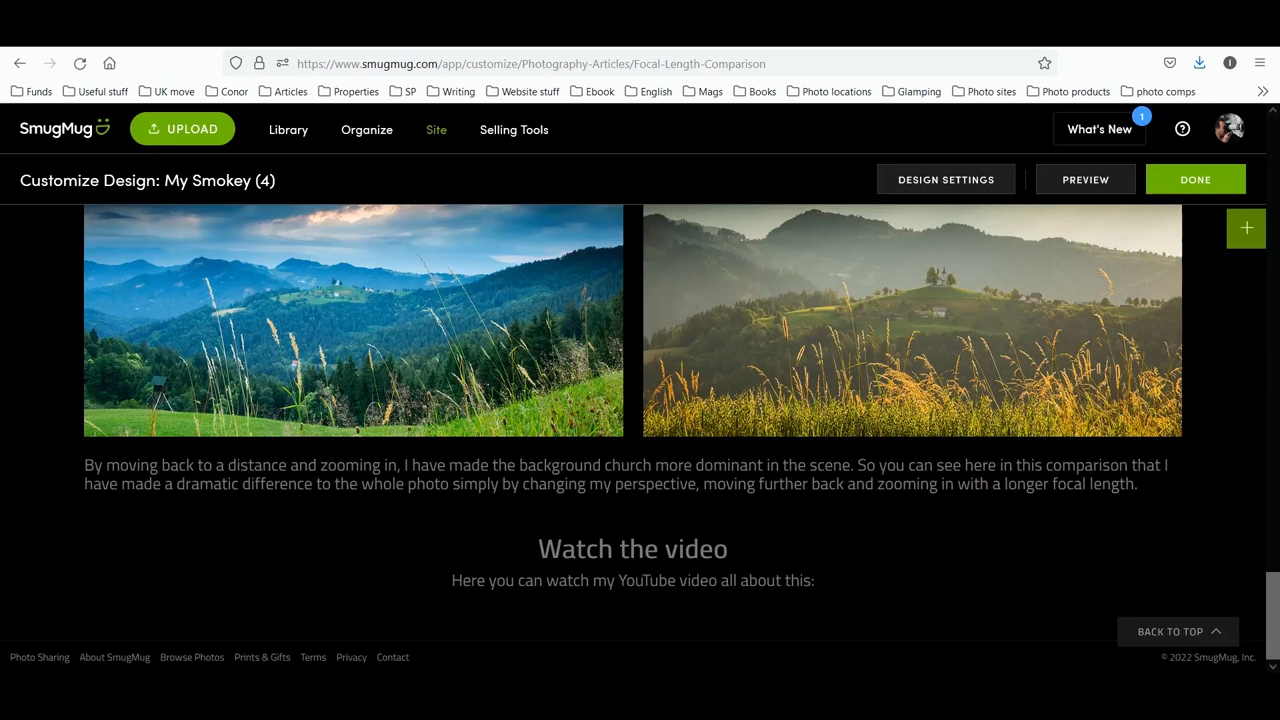 https://www.smugmug.com/app/customize/Photography-Articles/Focal-Length-Comparison
Funds Useful stuff UK move Conor Articles Properties SP Writing Website stuff Ebook English Mags Books Photo locations Glamping Photo sites Photo products photo comps
SmugMug UPLOAD Library Organize Site Selling Tools What's New 1
Customize Design: My Smokey (4) DESIGN SETTINGS PREVIEW DONE
By moving back to a distance and zooming in, I have made the background church more dominant in the scene. So you can see here in this comparison that I
have made a dramatic difference to the whole photo simply by changing my perspective, moving further back and zooming in with a longer focal length.
Watch the video
Here you can watch my YouTube video all about this:
BACK TO TOP
Photo Sharing About SmugMug Browse Photos Prints & Gifts Terms Privacy Contact © 2022 SmugMug, Inc.